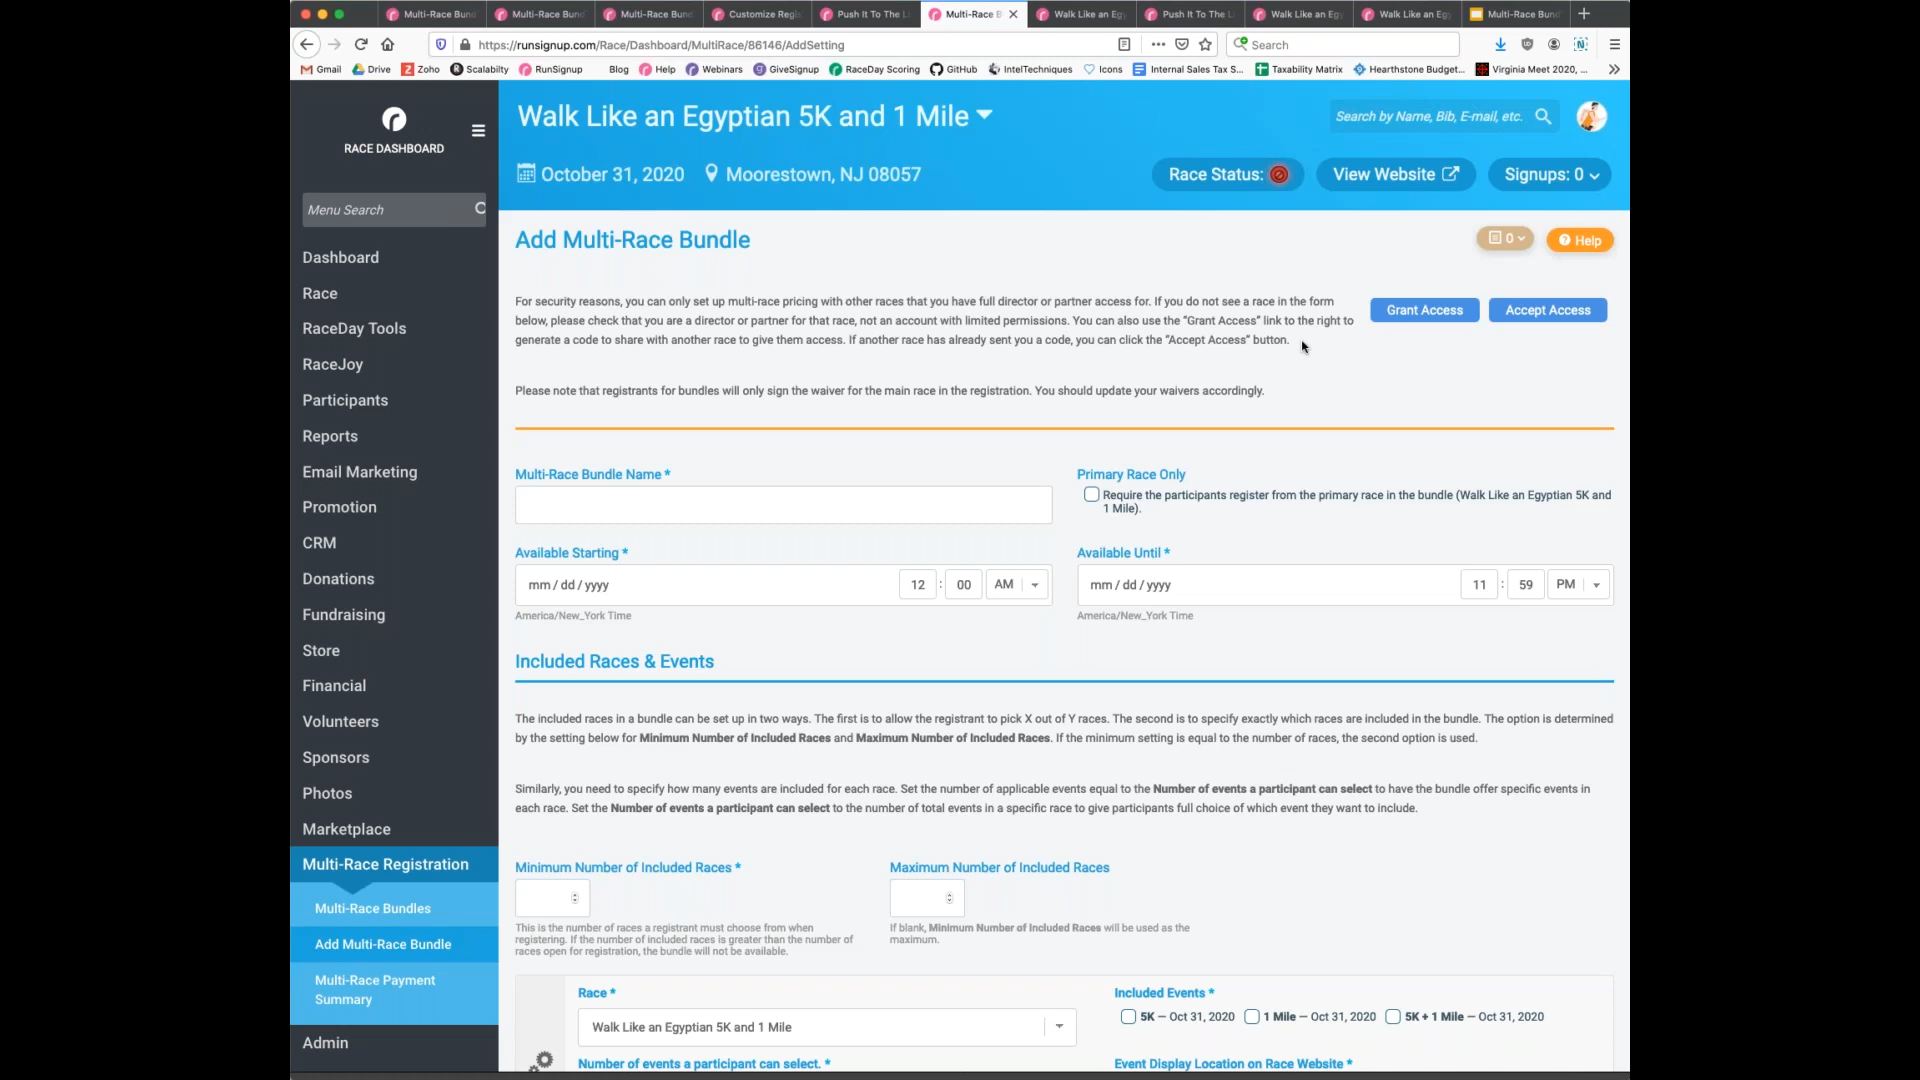 Multi-Race Bund
Multi-Race Bund
Multi-Race Bund
Customize Regi
Push It To The L
Multi-Race B
Walk Like an Eg
Push It To The L
Walk Like an Eg
Walk Like an Eg
Multi-Race Bund
https://runsignup.com/Race/Dashboard/MultiRace/86146/AddSetting
Search
Gmail
Drive
Zoho
Scalability
RunSignup
Blog
Help
Webinars
GiveSignup
RaceDay Scoring
GitHub
IntelTechniques
Icons
Internal Sales Tax S...
Taxability Matrix
Hearthstone Budget...
Virginia Meet 2020, ...
RACE DASHBOARD
Menu Search
Dashboard
Race
RaceDay Tools
RaceJoy
Participants
Reports
Email Marketing
Promotion
CRM
Donations
Fundraising
Store
Financial
Volunteers
Sponsors
Photos
Marketplace
Multi-Race Registration
Multi-Race Bundles
Add Multi-Race Bundle
Multi-Race Payment
Summary
Admin
Walk Like an Egyptian 5K and 1 Mile
Search by Name, Bib, E-mail, etc.
October 31, 2020
Moorestown, NJ 08057
Race Status:
View Website
Signups: 0
Add Multi-Race Bundle
0
Help
For security reasons, you can only set up multi-race pricing with other races that you have full director or partner access for. If you do not see a race in the form
below, please check that you are a director or partner for that race, not an account with limited permissions. You can also use the "Grant Access" link to the right to
generate a code to share with another race to give them access. If another race has already sent you a code, you can click the "Accept Access" button.
Grant Access
Accept Access
Please note that registrants for bundles will only sign the waiver for the main race in the registration. You should update your waivers accordingly.
Multi-Race Bundle Name *
Primary Race Only
Require the participants register from the primary race in the bundle (Walk Like an Egyptian 5K and
1 Mile).
Available Starting *
mm / dd / yyyy
12 : 00 AM
America/New_York Time
Available Until *
mm / dd / yyyy
11 : 59 PM
America/New_York Time
Included Races & Events
The included races in a bundle can be set up in two ways. The first is to allow the registrant to pick X out of Y races. The second is to specify exactly which races are included in the bundle. The option is determined
by the setting below for Minimum Number of Included Races and Maximum Number of Included Races. If the minimum setting is equal to the number of races, the second option is used.
Similarly, you need to specify how many events are included for each race. Set the number of applicable events equal to the Number of events a participant can select to have the bundle offer specific events in
each race. Set the Number of events a participant can select to the number of total events in a specific race to give participants full choice of which event they want to include.
Minimum Number of Included Races *
This is the number of races a registrant must choose from when
registering. If the number of included races is greater than the number of
races open for registration, the bundle will not be available.
Maximum Number of Included Races
If blank, Minimum Number of Included Races will be used as the
maximum.
Race *
Walk Like an Egyptian 5K and 1 Mile
Included Events *
5K — Oct 31, 2020
1 Mile — Oct 31, 2020
5K + 1 Mile — Oct 31, 2020
Number of events a participant can select. *
Event Display Location on Race Website *